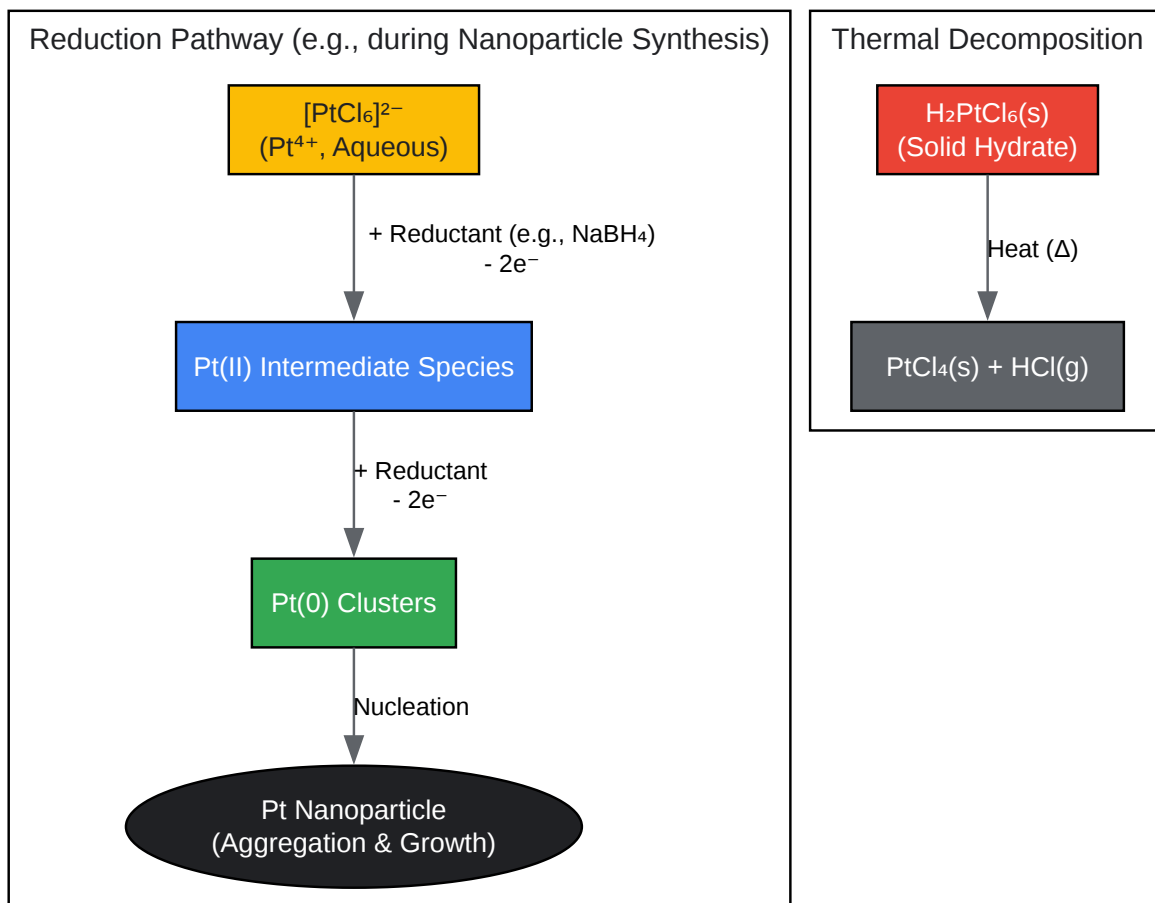 Reduction Pathway (e.g., during Nanoparticle Synthesis)
[PtCl₆]²⁻
(Pt⁴⁺, Aqueous)
+ Reductant (e.g., NaBH₄)
- 2e⁻
Pt(II) Intermediate Species
+ Reductant
- 2e⁻
Pt(0) Clusters
Nucleation
Pt Nanoparticle
(Aggregation & Growth)
Thermal Decomposition
H₂PtCl₆(s)
(Solid Hydrate)
Heat (Δ)
PtCl₄(s) + HCl(g)